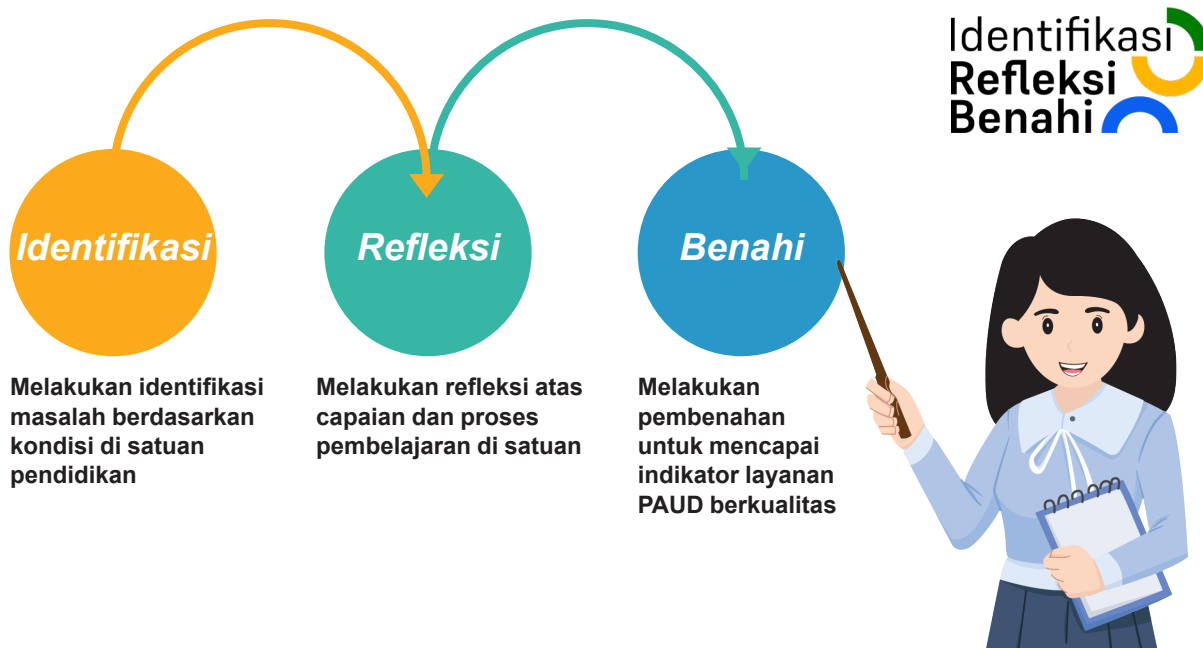 Identifikasi
Refleksi
Benahi
Identifikasi
Refleksi
Benahi
Melakukan identifikasi
masalah berdasarkan
kondisi di satuan
pendidikan
Melakukan refleksi atas
capaian dan proses
pembelajaran di satuan
Melakukan
pembenahan
untuk mencapai
indikator layanan
PAUD berkualitas